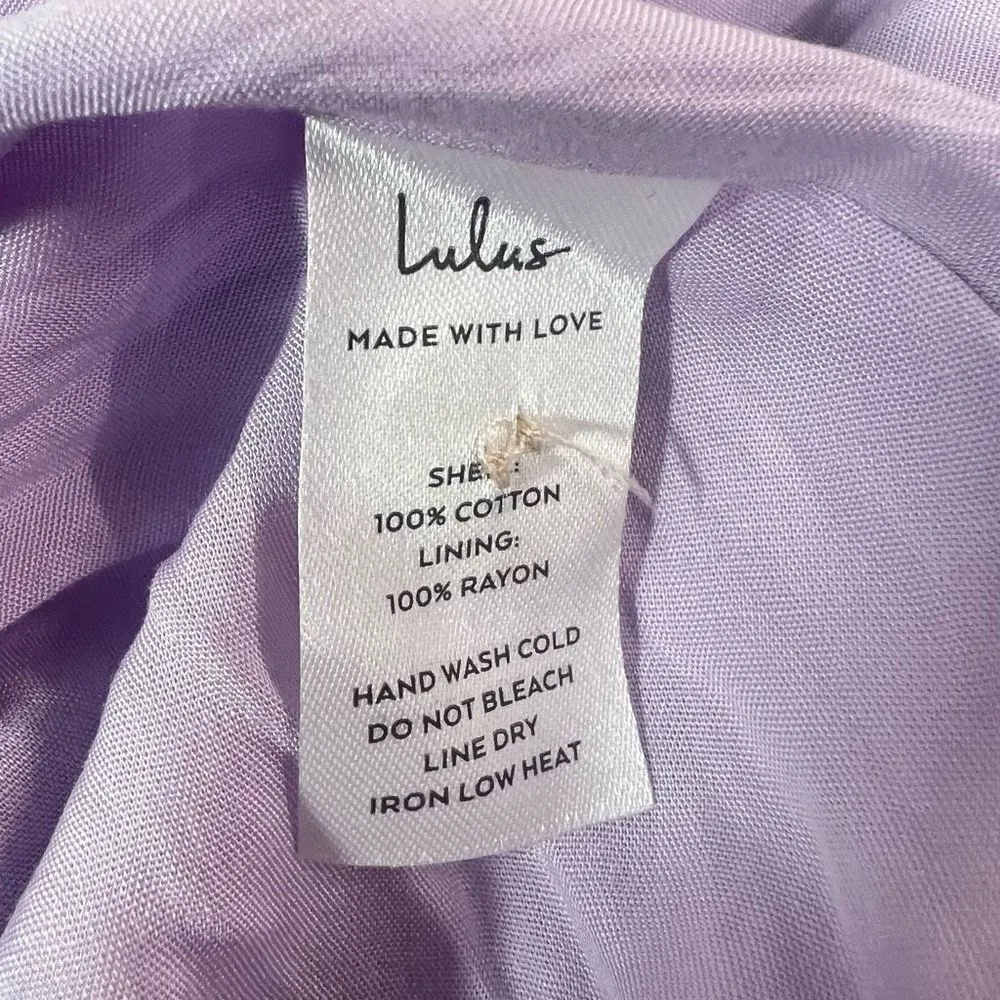 Lulus
MADE WITH LOVE
100% COTTON
LINING:
100% RAYON
HAND WASH COLD
DO NOT BLEACH
LINE DRY
IRON LOW HEAT